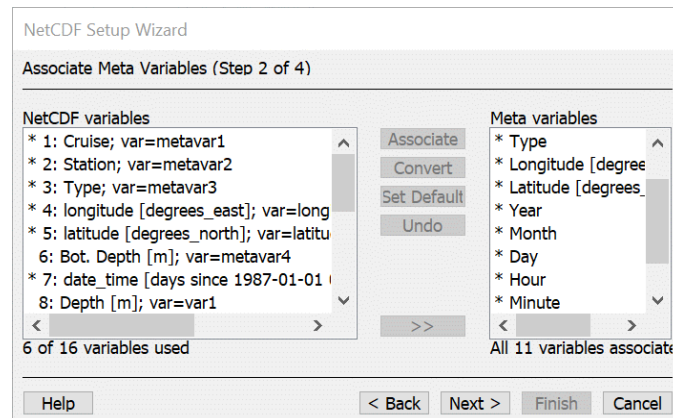 NetCDF Setup Wizard
Associate Meta Variables (Step 2 of 4)
NetCDF variables
* 1: Cruise; var=metavar1
* 2: Station; var=metavar2
* 3: Type; var=metavar3
* 4: longitude [degrees_east]; var=long
* 5: latitude [degrees_north]; var=latitu
6: Bot. Depth [m]; var=metavar4
* 7: date_time [days since 1987-01-01
8: Depth [m]; var=var1
6 of 16 variables used
Associate
Convert
Set Default
Undo
>>
Meta variables
* Type
* Longitude [degree
* Latitude [degrees_
* Year
* Month
* Day
* Hour
* Minute
All 11 variables associate
Help
< Back
Next >
Finish
Cancel